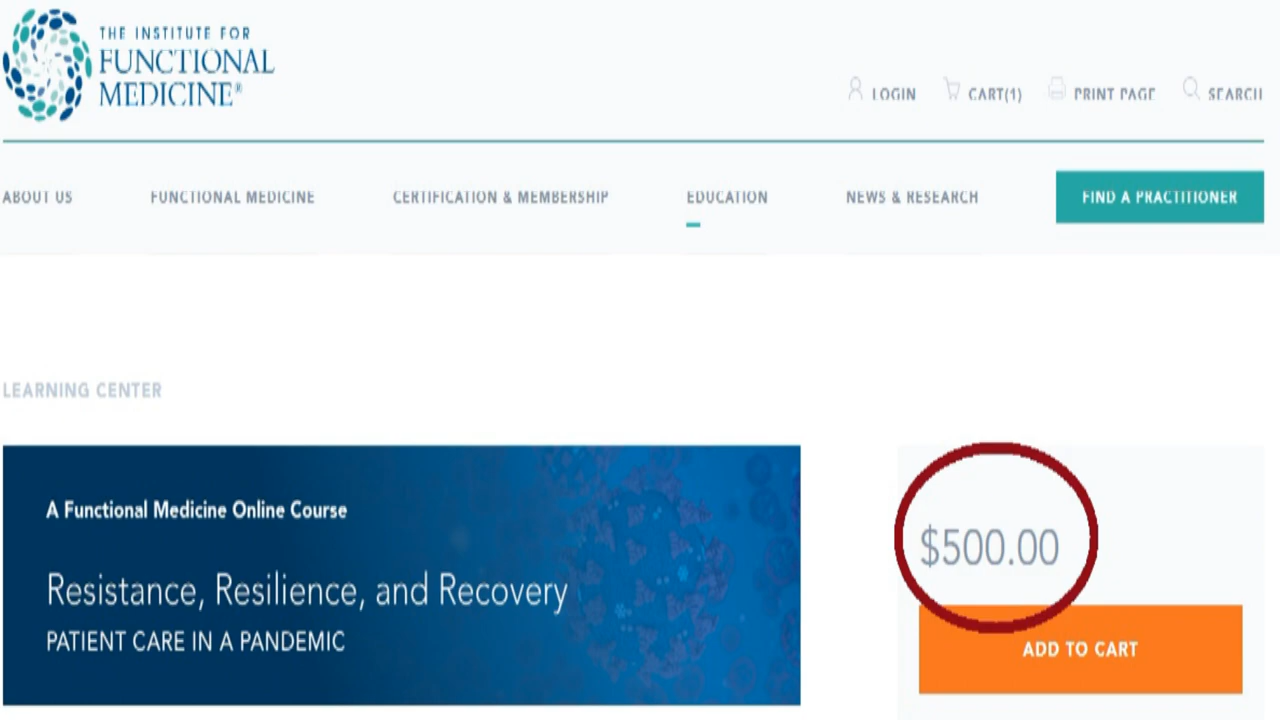 THE INSTITUTE FOR
FUNCTIONAL
MEDICINE®
LOGIN CART(1) PRINT PAGE SEARCH
ABOUT US FUNCTIONAL MEDICINE CERTIFICATION & MEMBERSHIP EDUCATION NEWS & RESEARCH FIND A PRACTITIONER
LEARNING CENTER
A Functional Medicine Online Course
Resistance, Resilience, and Recovery
PATIENT CARE IN A PANDEMIC
$500.00
ADD TO CART